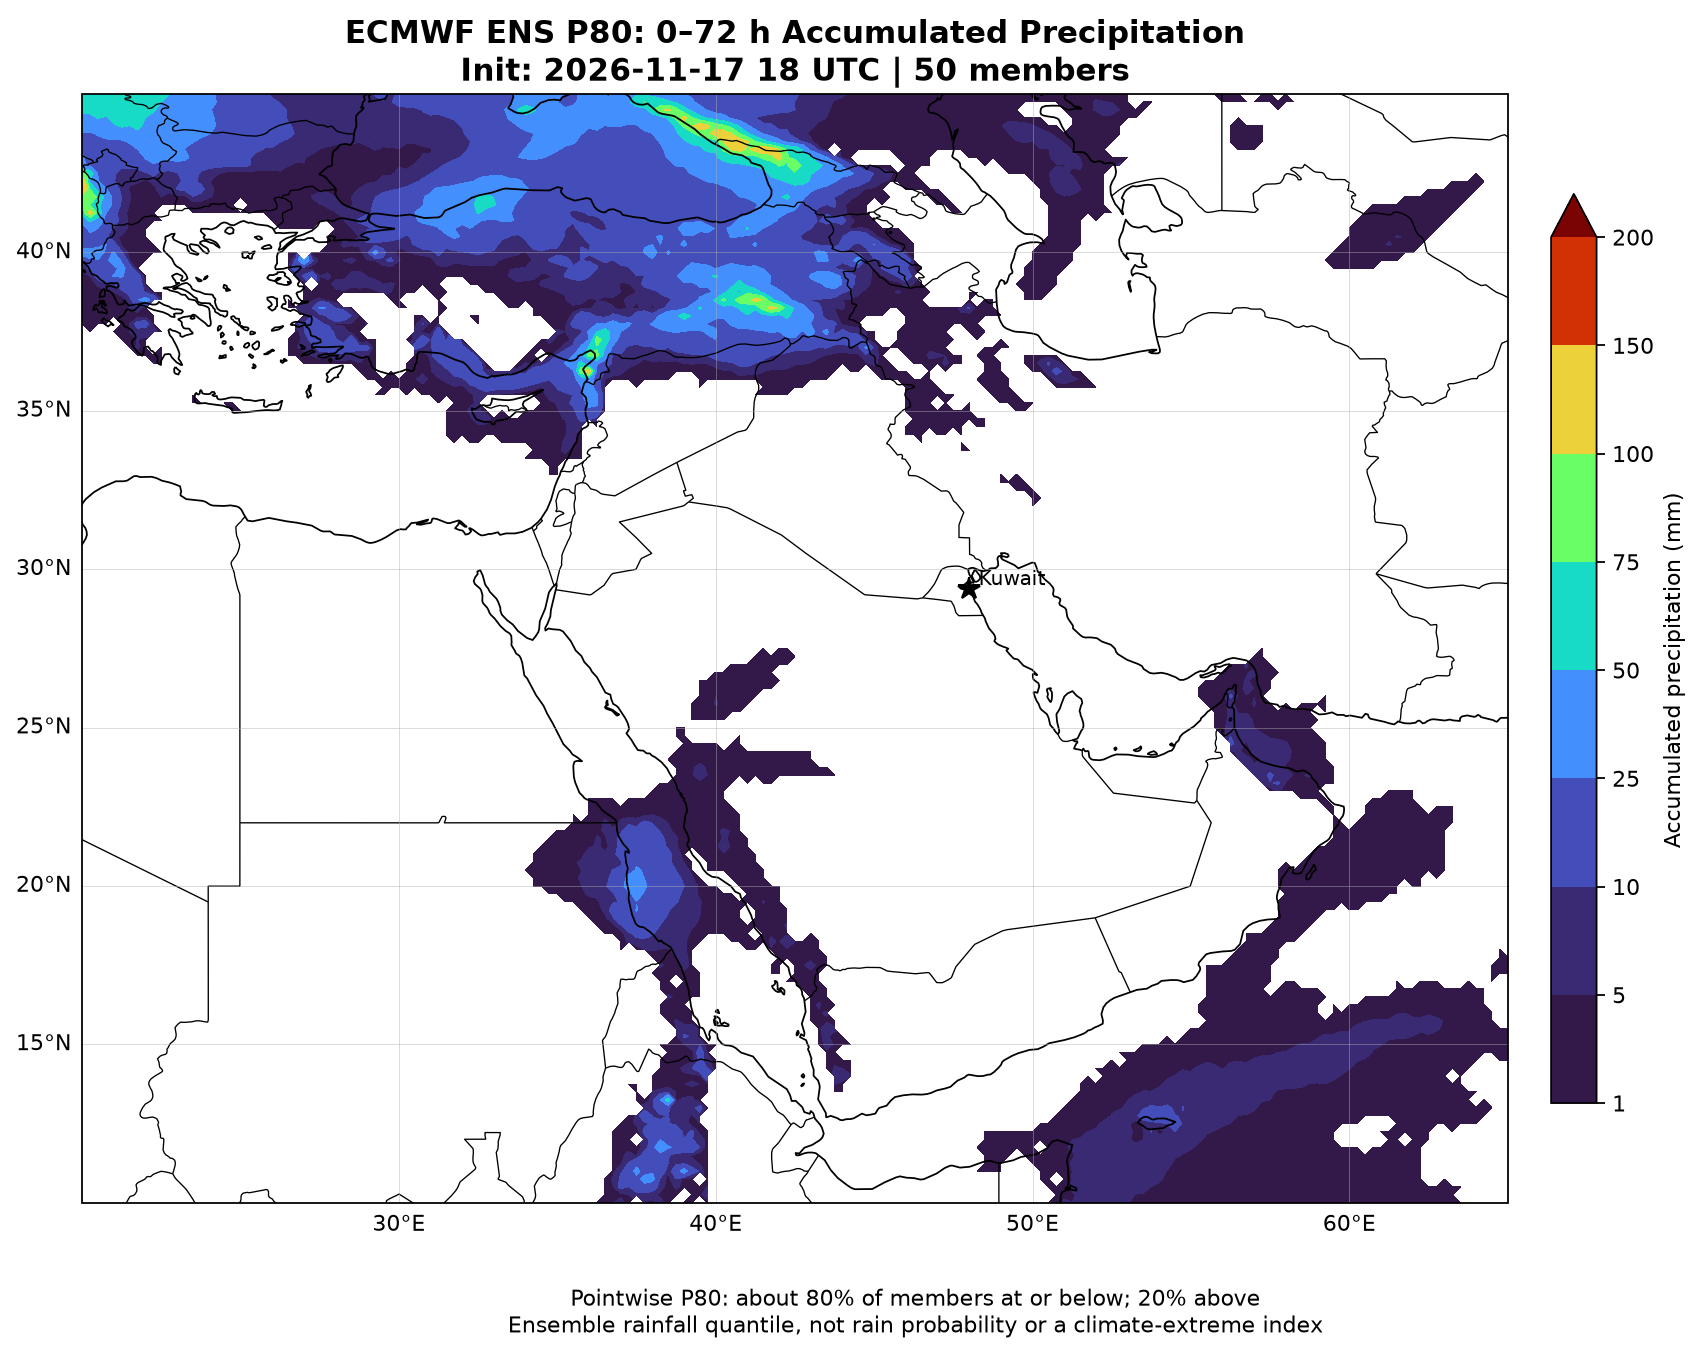 ECMWF ENS P80: 0–72 h Accumulated Precipitation
Init: 2026-11-17 18 UTC | 50 members
40°N
35°N
30°N
25°N
20°N
15°N
30°E
40°E
50°E
60°E
Kuwait
200
150
100
75
50
25
10
5
1
Accumulated precipitation (mm)
Pointwise P80: about 80% of members at or below; 20% above
Ensemble rainfall quantile, not rain probability or a climate-extreme index